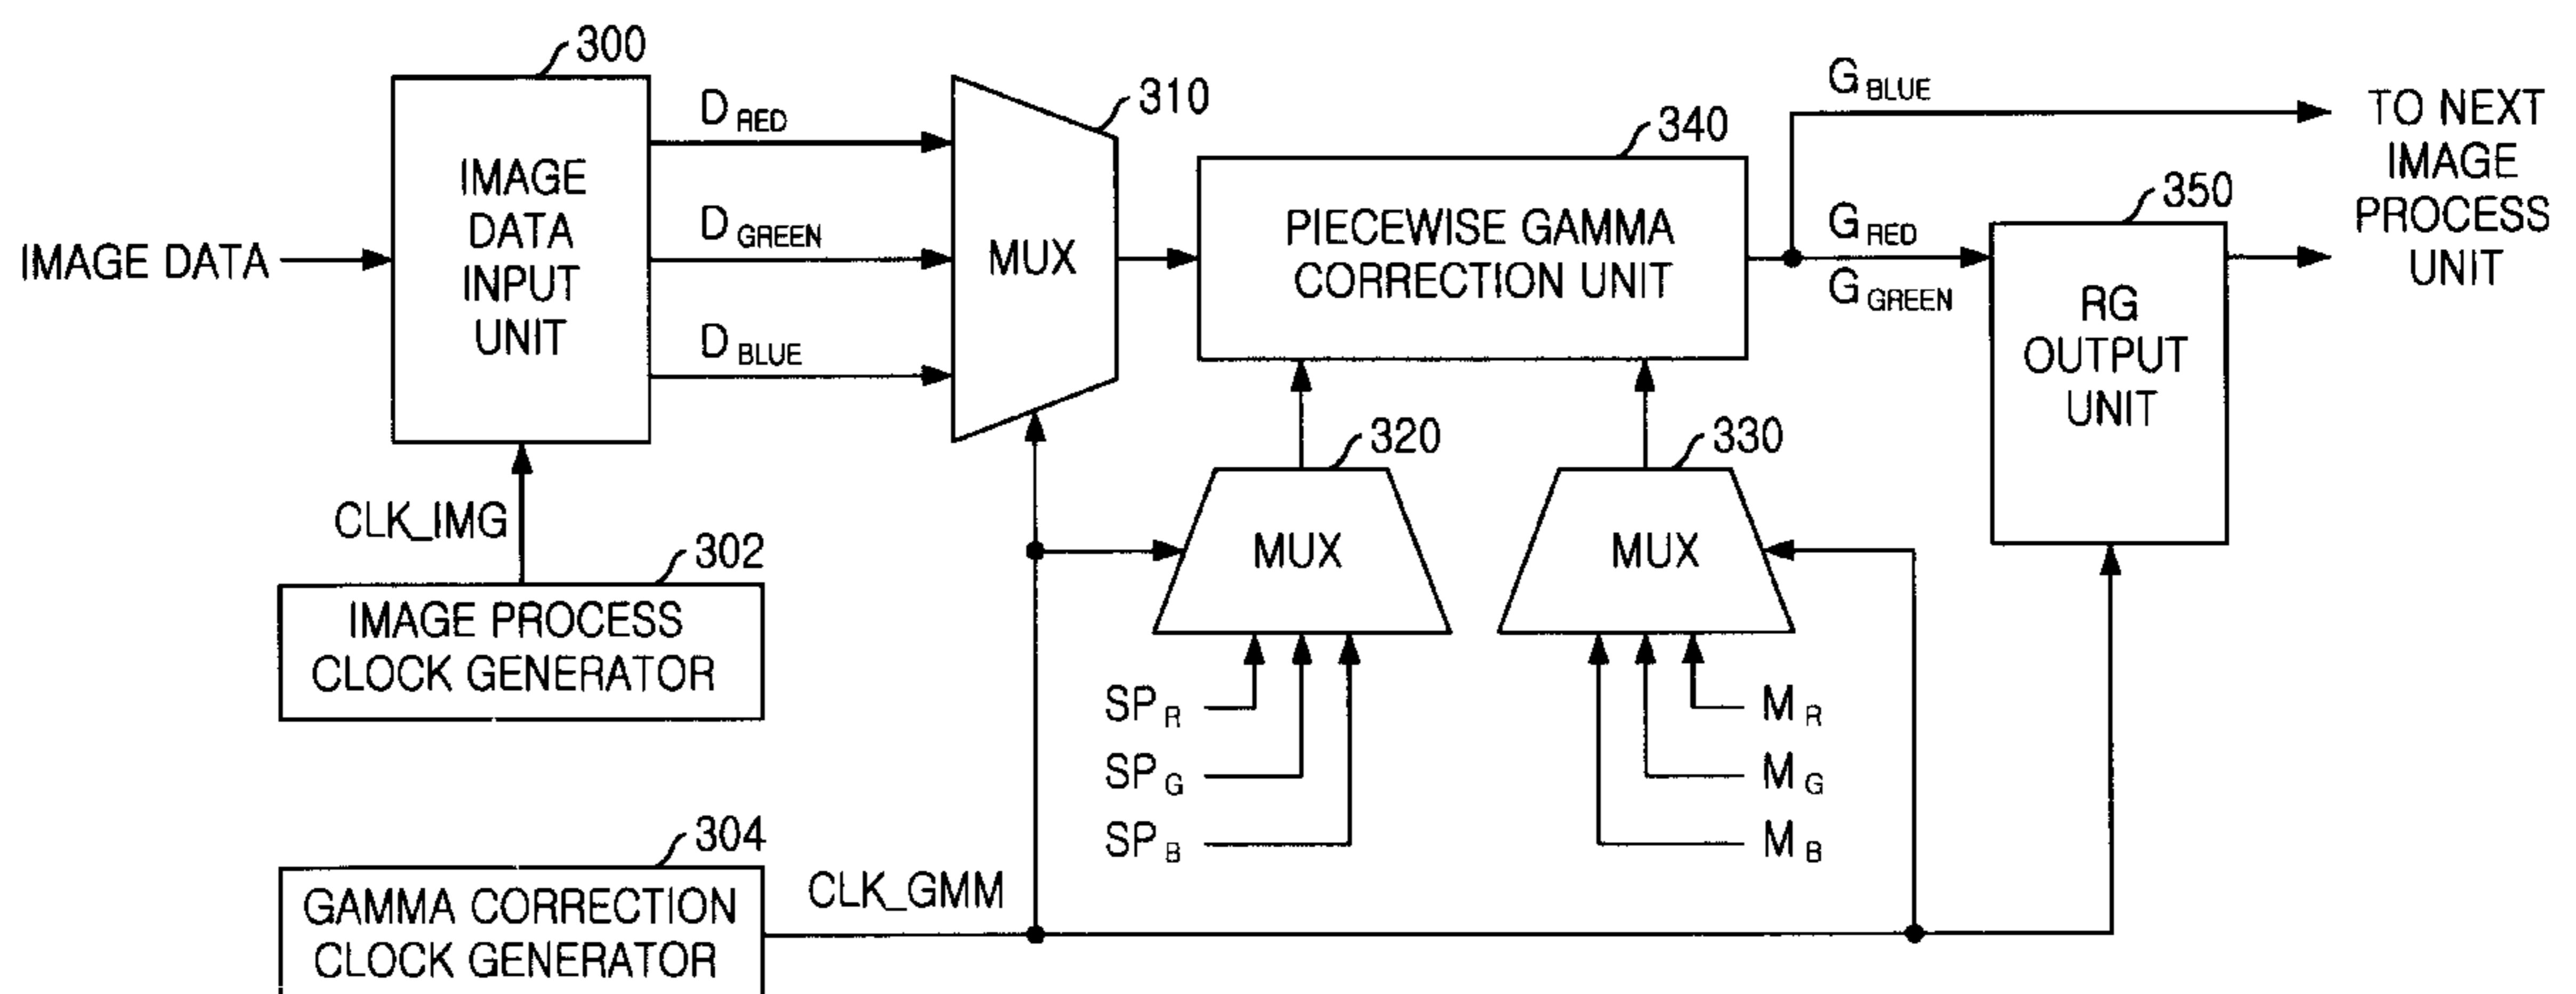 300
IMAGE
DATA
INPUT
UNIT
IMAGE DATA
D RED
D GREEN
D BLUE
310
MUX
340
PIECEWISE GAMMA
CORRECTION UNIT
G BLUE
G RED
G GREEN
TO NEXT
IMAGE
PROCESS
UNIT
350
RG
OUTPUT
UNIT
CLK_IMG
302
IMAGE PROCESS
CLOCK GENERATOR
320
MUX
330
MUX
SP R
SP G
SP B
M R
M G
M B
304
GAMMA CORRECTION
CLOCK GENERATOR
CLK_GMM